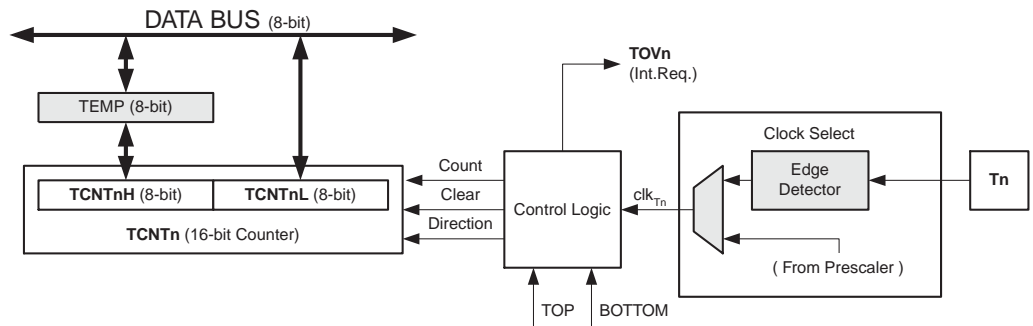 DATA BUS (8-bit)
TOVn
(Int.Req.)
TEMP (8-bit)
Clock Select
Count
Edge
Detector
Tn
TCNTnH (8-bit) TCNTnL (8-bit)
Clear
Control Logic
clkTn
TCNTn (16-bit Counter)
Direction
( From Prescaler )
TOP
BOTTOM